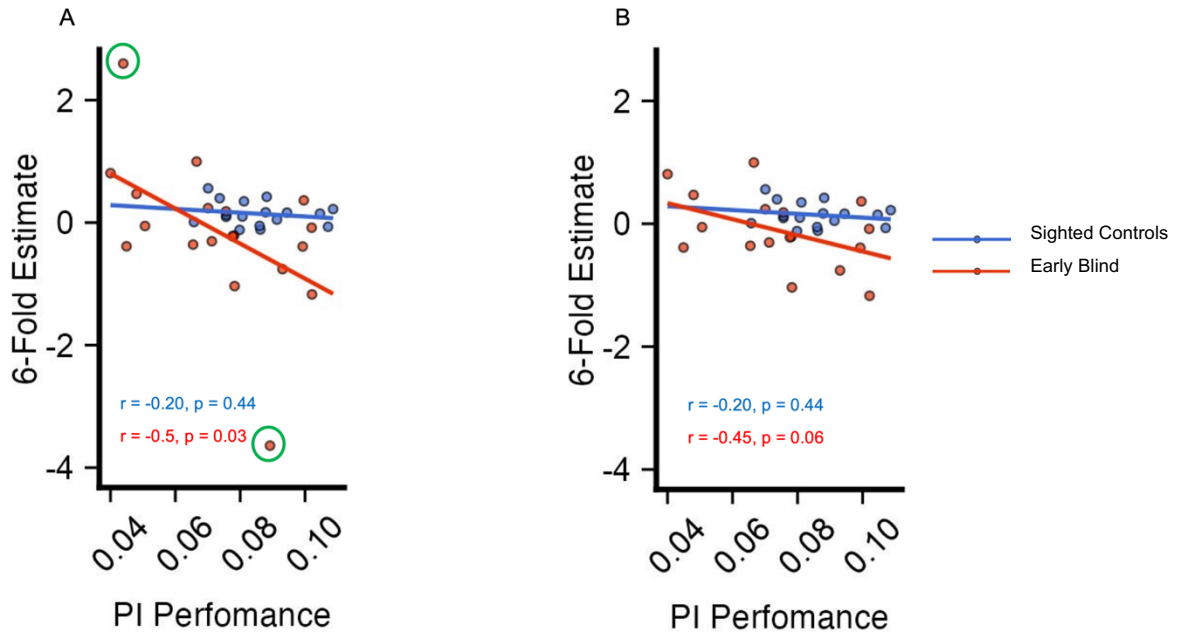 A
B
6-Fold Estimate
2
0
-2
-4
r = -0.20, p = 0.44
r = -0.5, p = 0.03
0.04
0.06
0.08
0.10
PI Perfomance
6-Fold Estimate
2
0
-2
-4
r = -0.20, p = 0.44
r = -0.45, p = 0.06
0.04
0.06
0.08
0.10
PI Perfomance
Sighted Controls
Early Blind